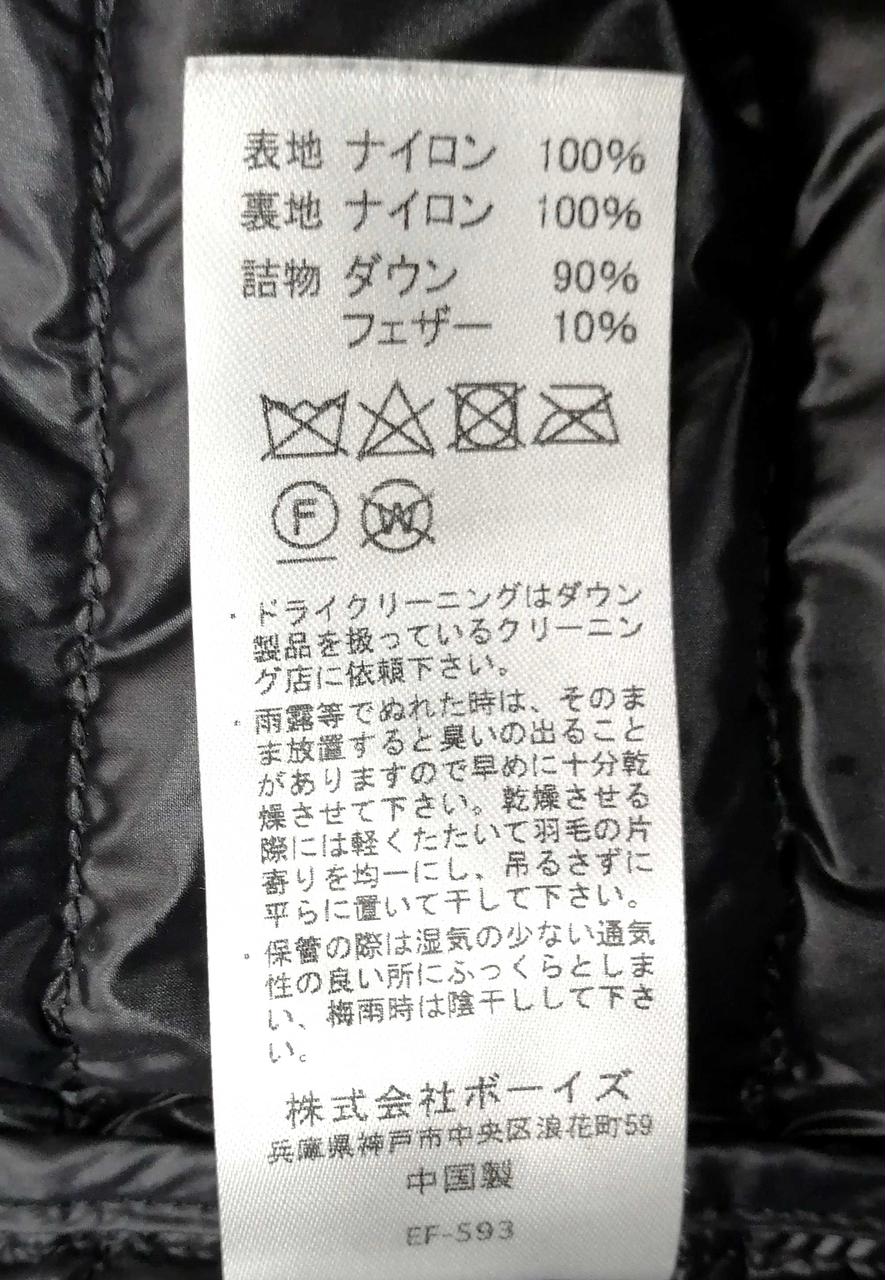 表地 ナイロン 100%
裏地 ナイロン 100%
詰物 ダウン 90%
フェザー 10%
F W
・ドライクリーニングはダウン
製品を扱っているクリーニン
グ店に依頼下さい。
・雨露等でぬれた時は、そのま
ま放置すると臭いの出ること
がありますので早めに十分乾
燥させて下さい。乾燥させる
際には軽くたたいて羽毛の片
寄りを均一にし、吊るさずに
平らに置いて干して下さい。
・保管の際は湿気の少ない通気
性の良い所にふっくらとしま
い、梅雨時は陰干しして下さ
い。
株式会社ボーイズ
兵庫県神戸市中央区浪花町59
中国製
EF-593